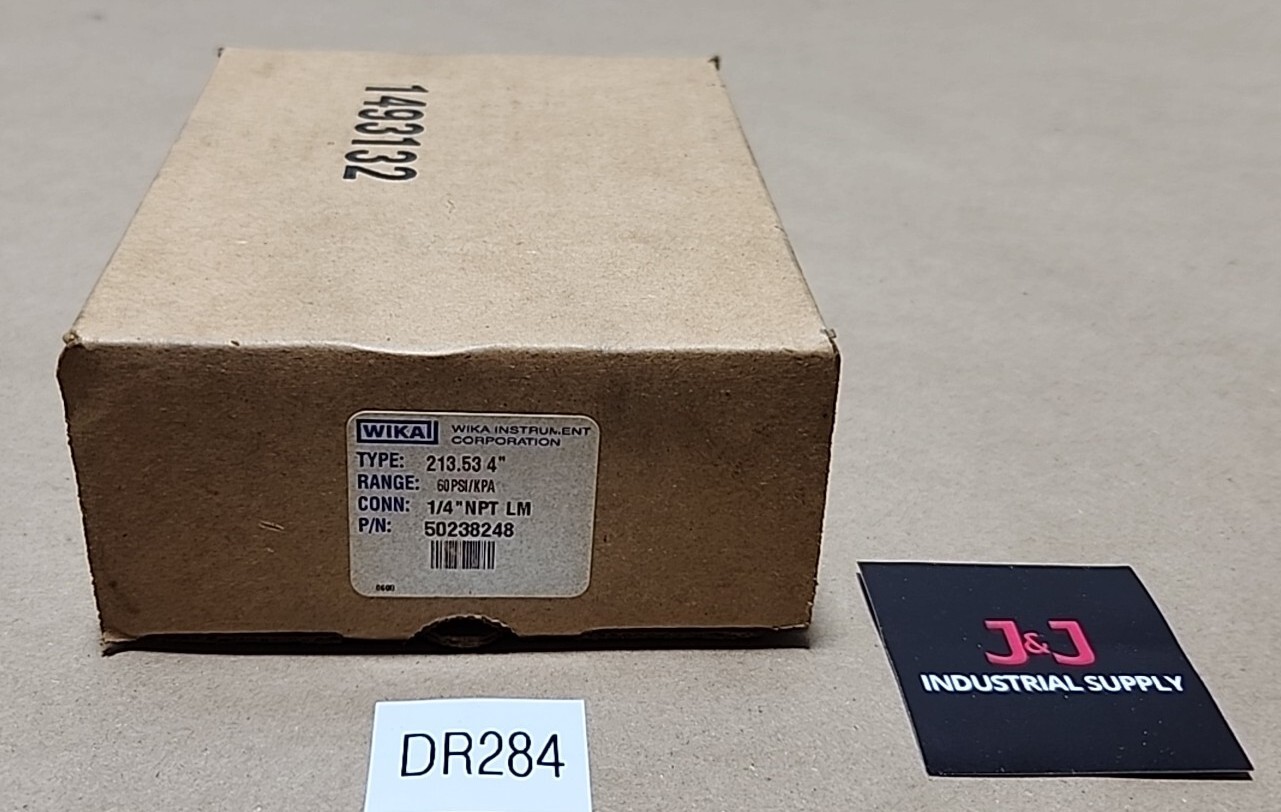 1493132
WIKA WIKA INSTRUMENT
CORPORATION
TYPE: 213.53 4"
RANGE: 60PSI/KPA
CONN: 1/4"NPT LM
P/N: 50238248
DR284
J&J
INDUSTRIAL SUPPLY